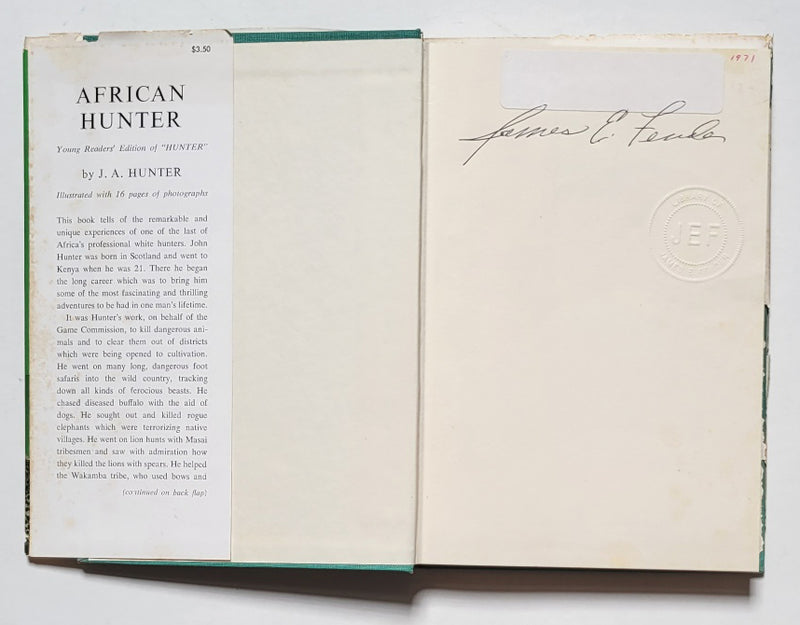 $3.50
AFRICAN
HUNTER
Young Readers' Edition of "HUNTER"
by J. A. HUNTER
Illustrated with 16 pages of photographs
This book tells of the remarkable and
unique experiences of one of the last of
Africa's professional white hunters. John
Hunter was born in Scotland and went to
Kenya when he was 21. There he began
the long career which was to bring him
some of the most fascinating and thrilling
adventures to be had in one man's lifetime.
It was Hunter's work, on behalf of the
Game Commission, to kill dangerous ani-
mals and to clear them out of districts
which were being opened to cultivation.
He went on many long, dangerous foot
safaris into the wild country, tracking
down all kinds of ferocious beasts. He
chased diseased buffalo with the aid of
dogs. He sought out and killed rogue
elephants which were terrorizing native
villages. He went on lion hunts with Masai
tribesmen and saw with admiration how
they killed the lions with spears. He helped
the Wakamba tribe, who used bows and
(continued on back flap)
1971
James E. Fender
LIBRARY OF
JEF